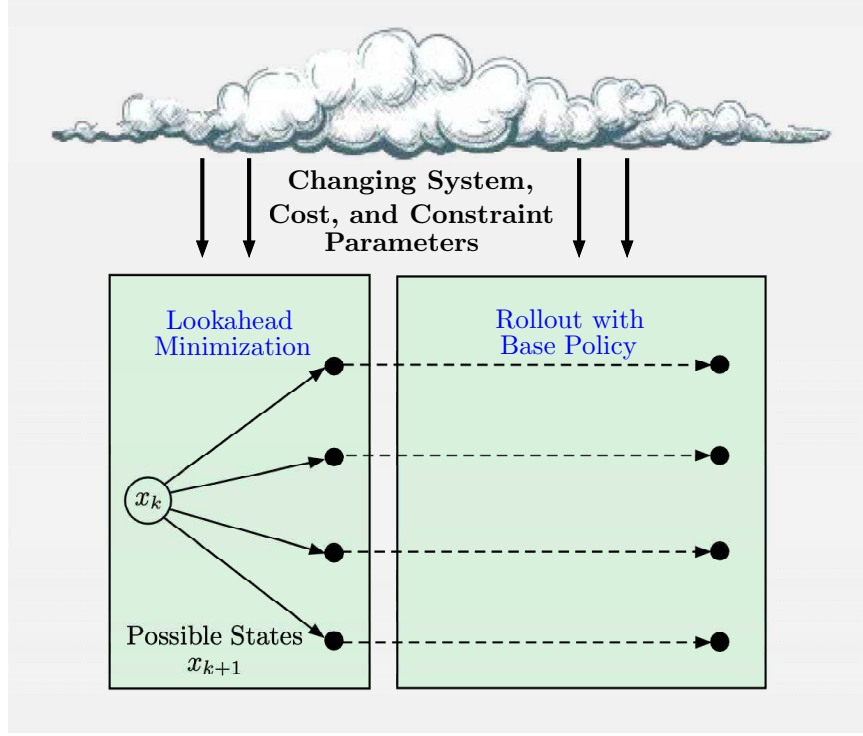 Changing System,
Cost, and Constraint
Parameters
Lookahead
Minimization
Rollout with
Base Policy
x_k
Possible States
x_{k+1}